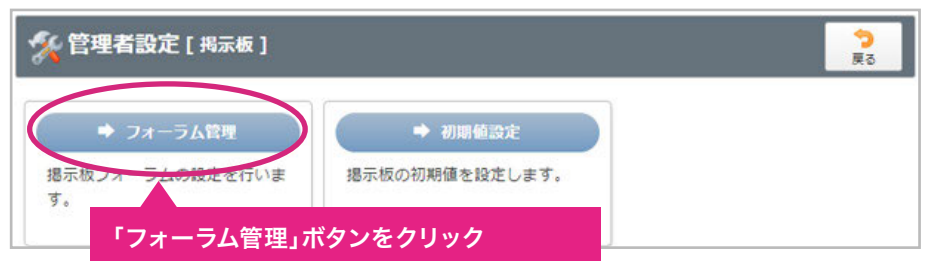 管理者設定 [ 掲示板 ]
戻る
フォーラム管理
初期値設定
掲示板フォーラムの設定を行いま
す。
掲示板の初期値を設定します。
「フォーラム管理」ボタンをクリック